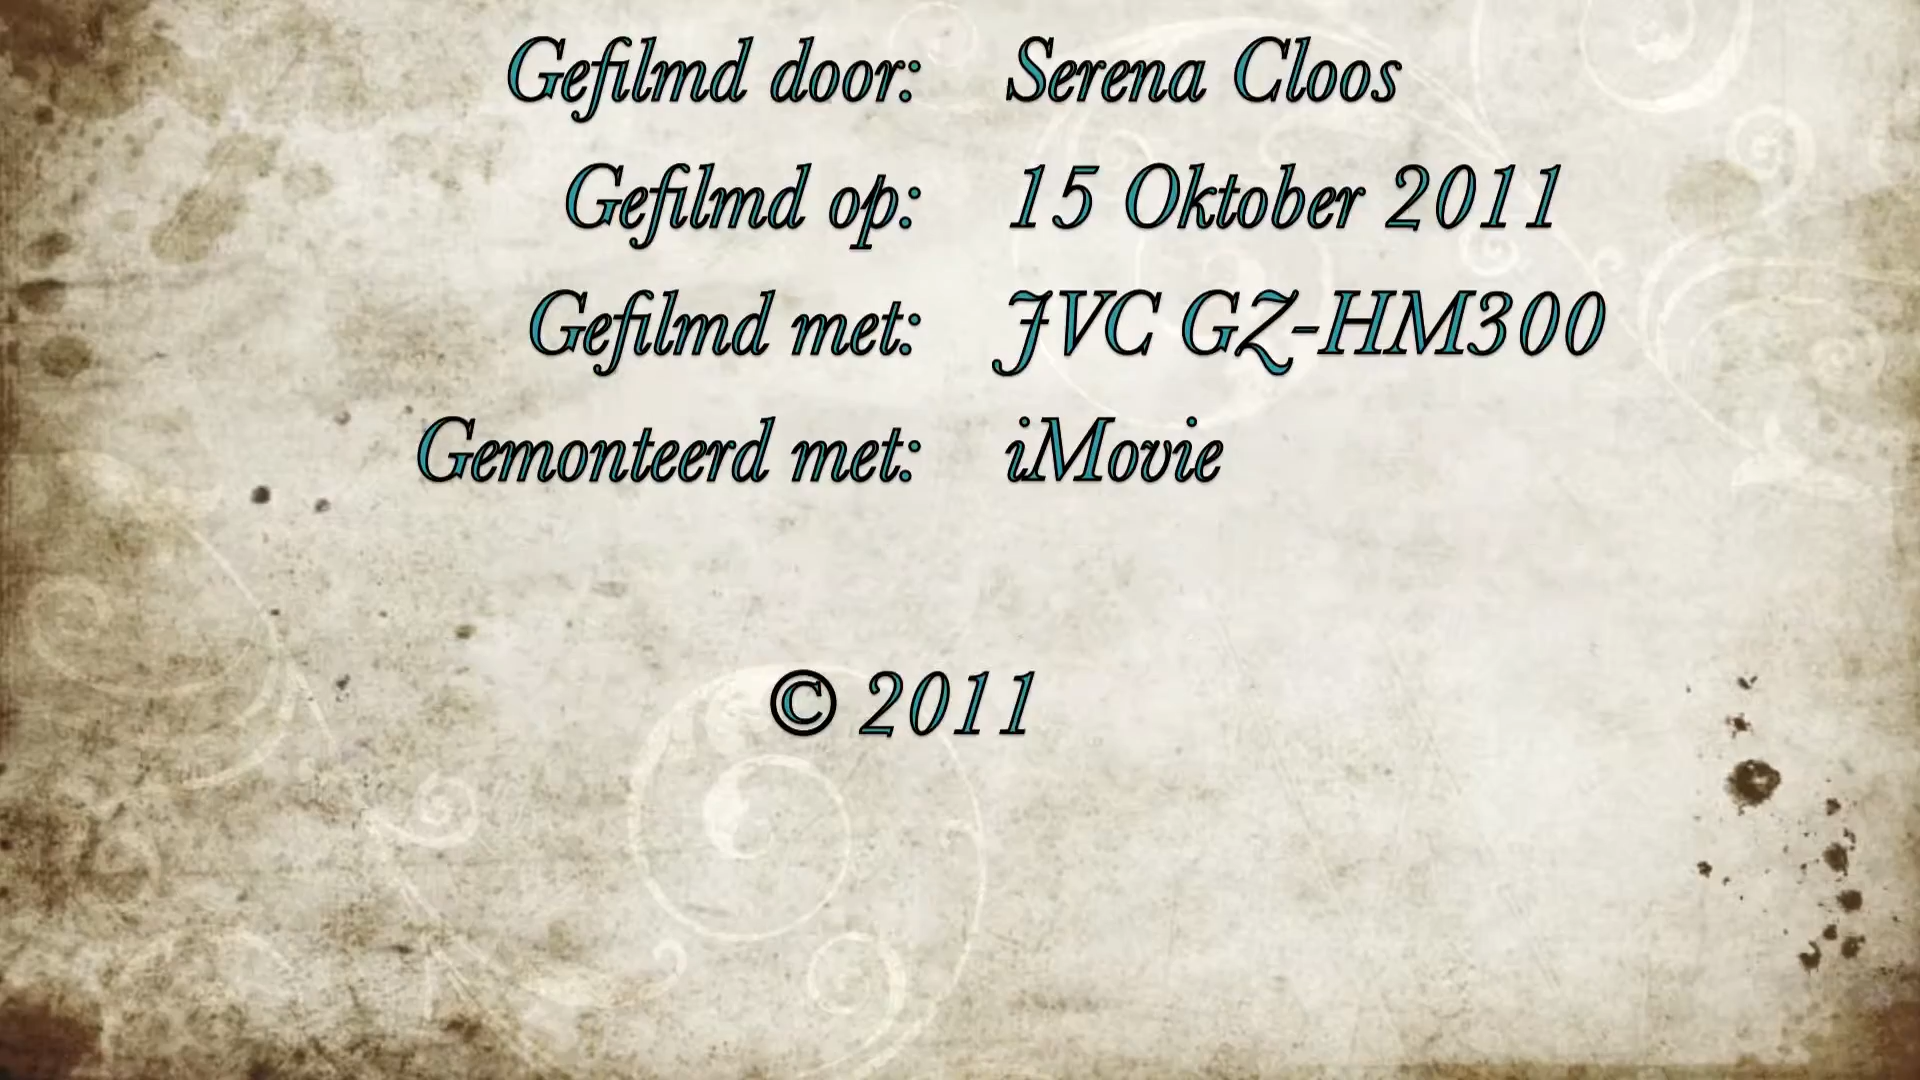 Gefilmd door: Serena Cloos
Gefilmd op: 15 Oktober 2011
Gefilmd met: JVC GZ-HM300
Gemonteerd met: iMovie
© 2011